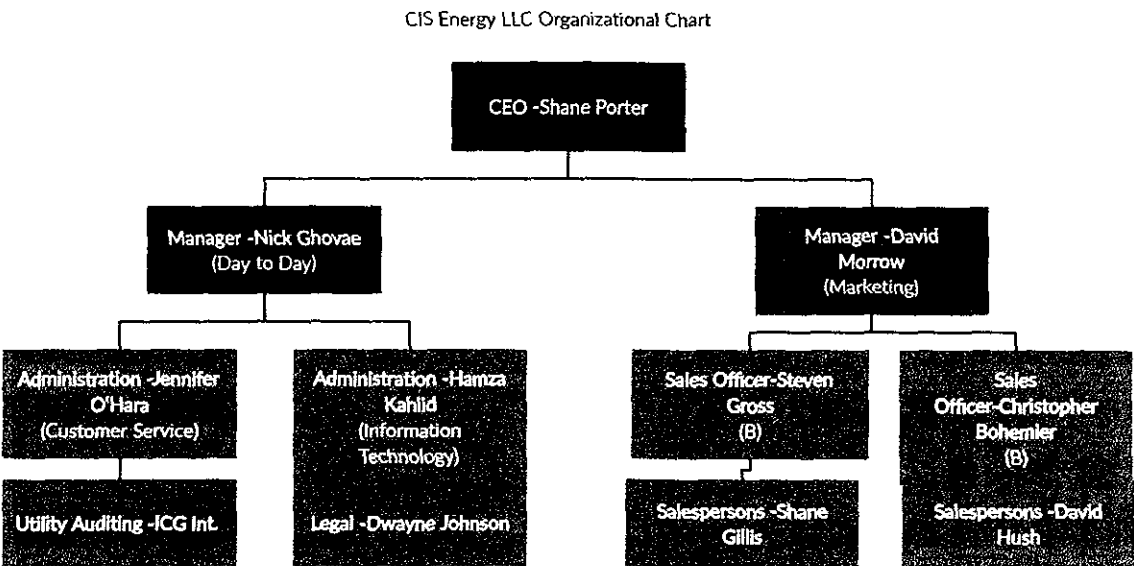 CIS Energy LLC Organizational Chart
CEO -Shane Porter
Manager -Nick Ghovae
(Day to Day)
Manager -David
Morrow
(Marketing)
Administration -Jennifer
O'Hara
(Customer Service)
Administration -Hamza
Kahlid
(Information
Technology)
Sales Officer-Steven
Gross
(B)
Sales
Officer-Christopher
Bohemier
(B)
Utility Auditing -ICG Int.
Legal -Dwayne Johnson
Salespersons -Shane
Gillis
Salespersons -David
Hush